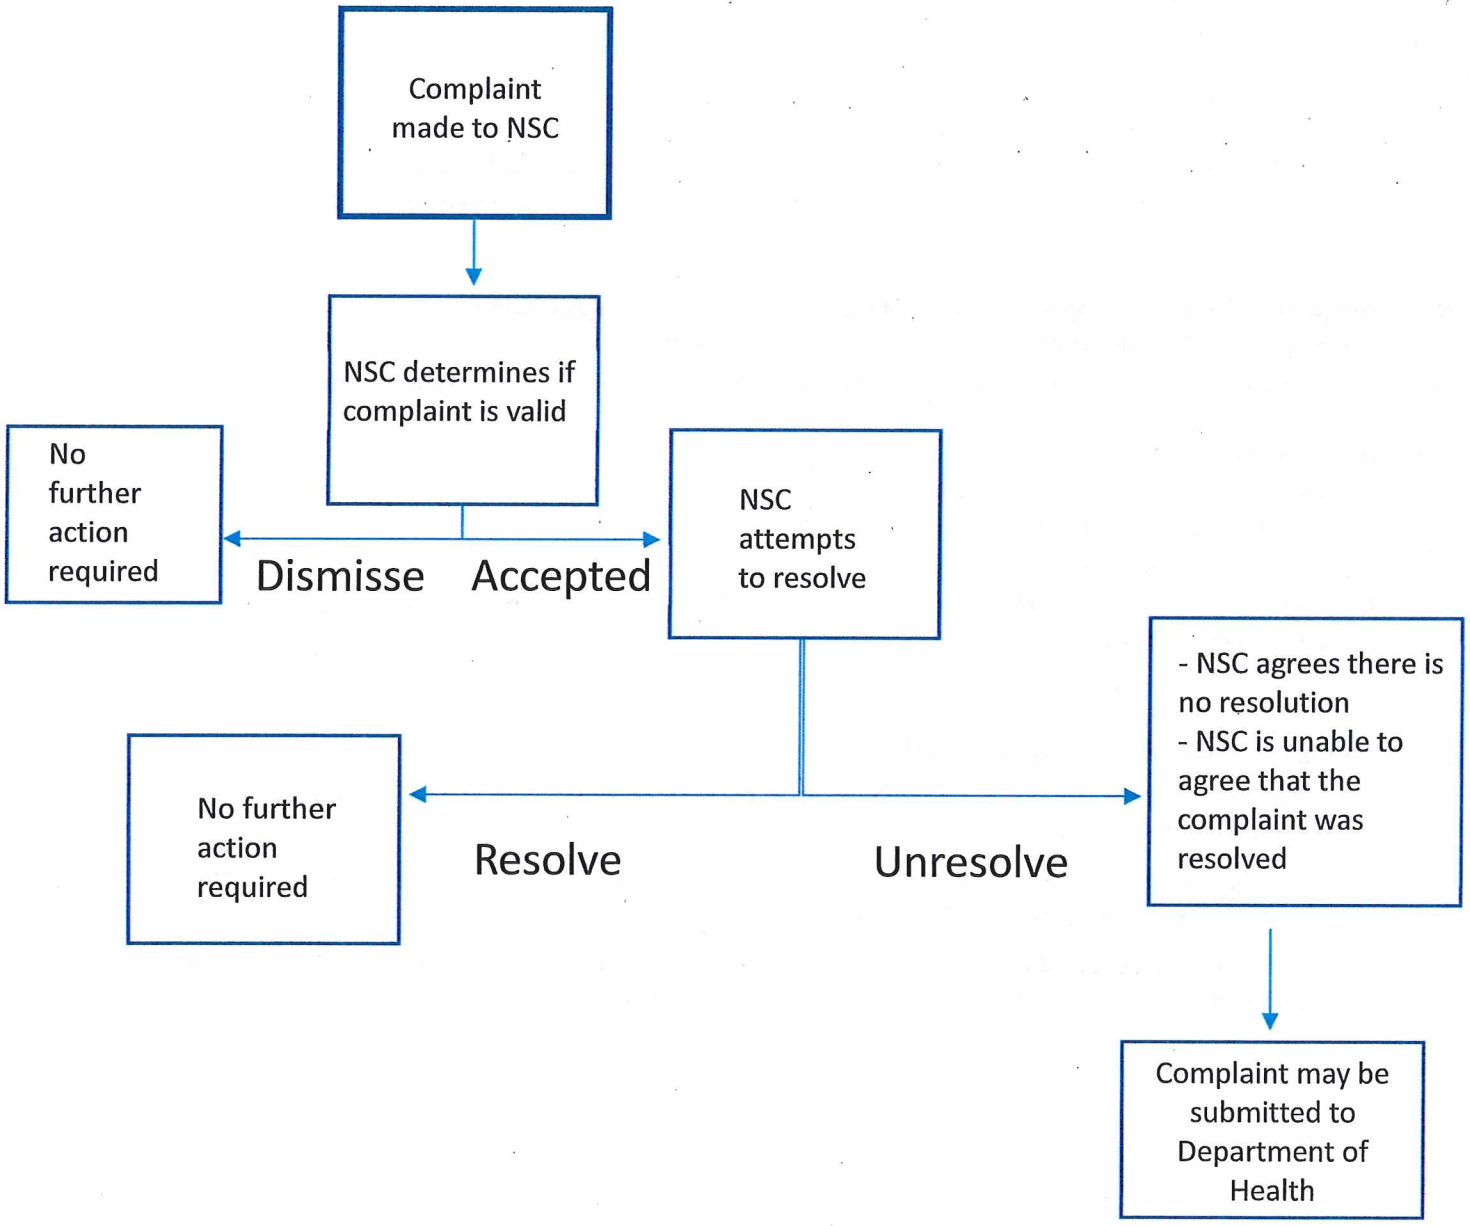 Complaint
made to NSC
NSC determines if
complaint is valid
No
further
action
required
Dismisse
Accepted
NSC
attempts
to resolve
No further
action
required
Resolve
Unresolve
- NSC agrees there is
no resolution
- NSC is unable to
agree that the
complaint was
resolved
Complaint may be
submitted to
Department of
Health